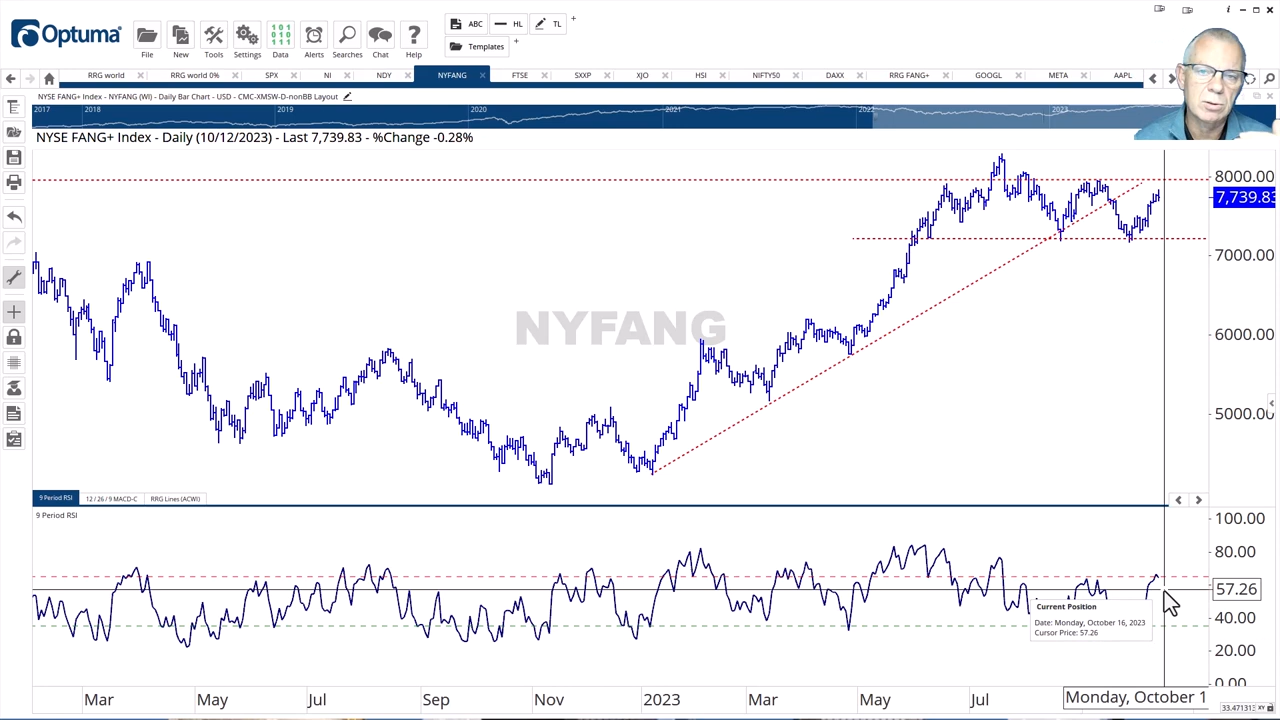 Optuma
File
New
Tools
Settings
Data
Alerts
Searches
Chat
Help
ABC
HL
TL
Templates
RRG world
RRG world 0%
SPX
NI
NDY
NYFANG
FTSE
SXXP
XJO
HSI
NIFTY50
DAXX
RRG FANG+
GOOGL
META
AAPL
NYSE FANG+ Index - NYFANG (WI) - Daily Bar Chart - USD - CMC-XMSW-D-nonBB Layout
2017 2018 2019 2020 2021 2022 2023
NYSE FANG+ Index - Daily (10/12/2023) - Last 7,739.83 - %Change -0.28%
8000.00
7,739.83
7000.00
NYFANG
6000.00
5000.00
9 Period RSI
12 / 26 / 9 MACD-C
RRG Lines (ACWI)
9 Period RSI
100.00
80.00
57.26
Current Position
Date: Monday, October 16, 2023
Cursor Price: 57.26
40.00
20.00
0.00
Mar May Jul Sep Nov 2023 Mar May Jul Monday, October 1
33.471313 XY